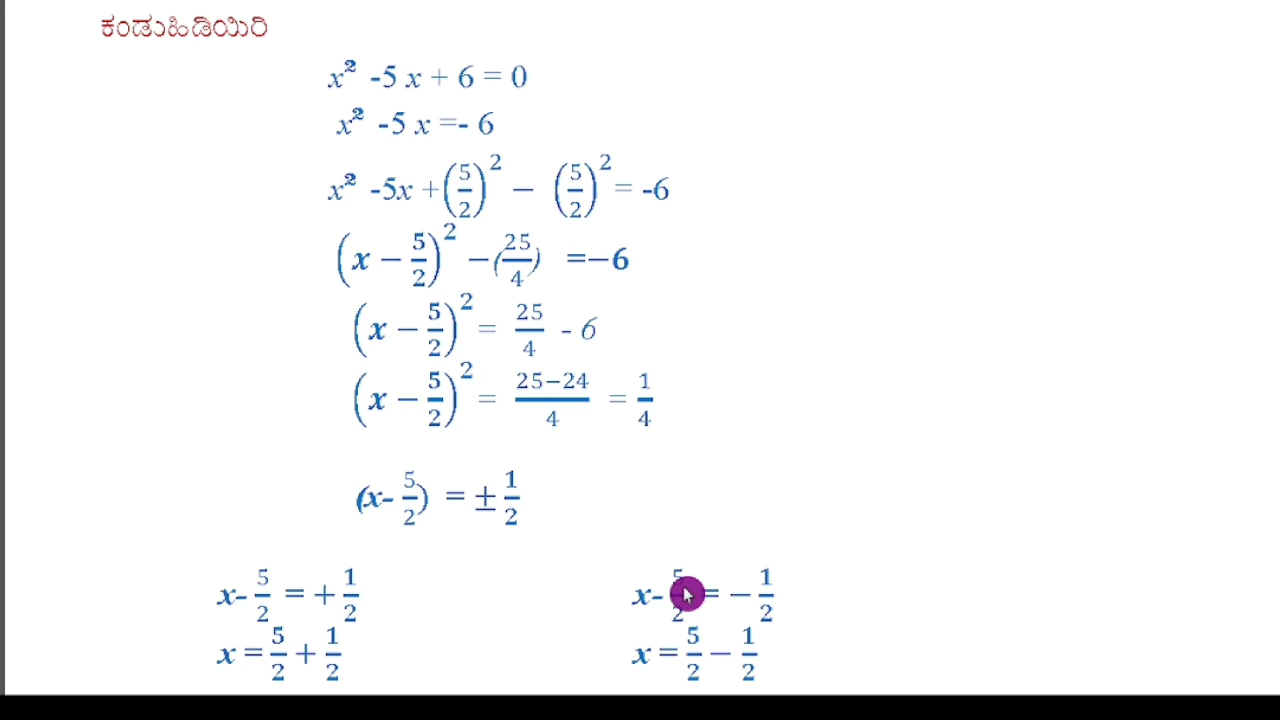 ಕಂಡುಹಿಡಿಯಿರಿ
x² -5 x + 6 = 0
x² -5 x =- 6
x² -5x +(5/2)² − (5/2)² = -6
(x − 5/2)² −(25/4) =−6
(x − 5/2)² = 25/4 - 6
(x − 5/2)² = 25−24/4 = 1/4
(x- 5/2) = ± 1/2
x- 5/2 = + 1/2
x = 5/2 + 1/2
x- 5/2 = − 1/2
x = 5/2 − 1/2